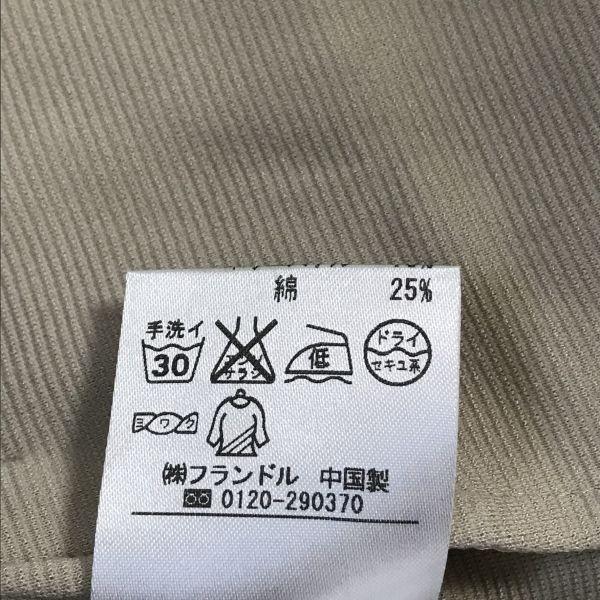 綿 25%
手洗イ
30 エンソ サラシ 低 ドライ セキユ系
ヨワク
㈱フランドル 中国製
0120-290370